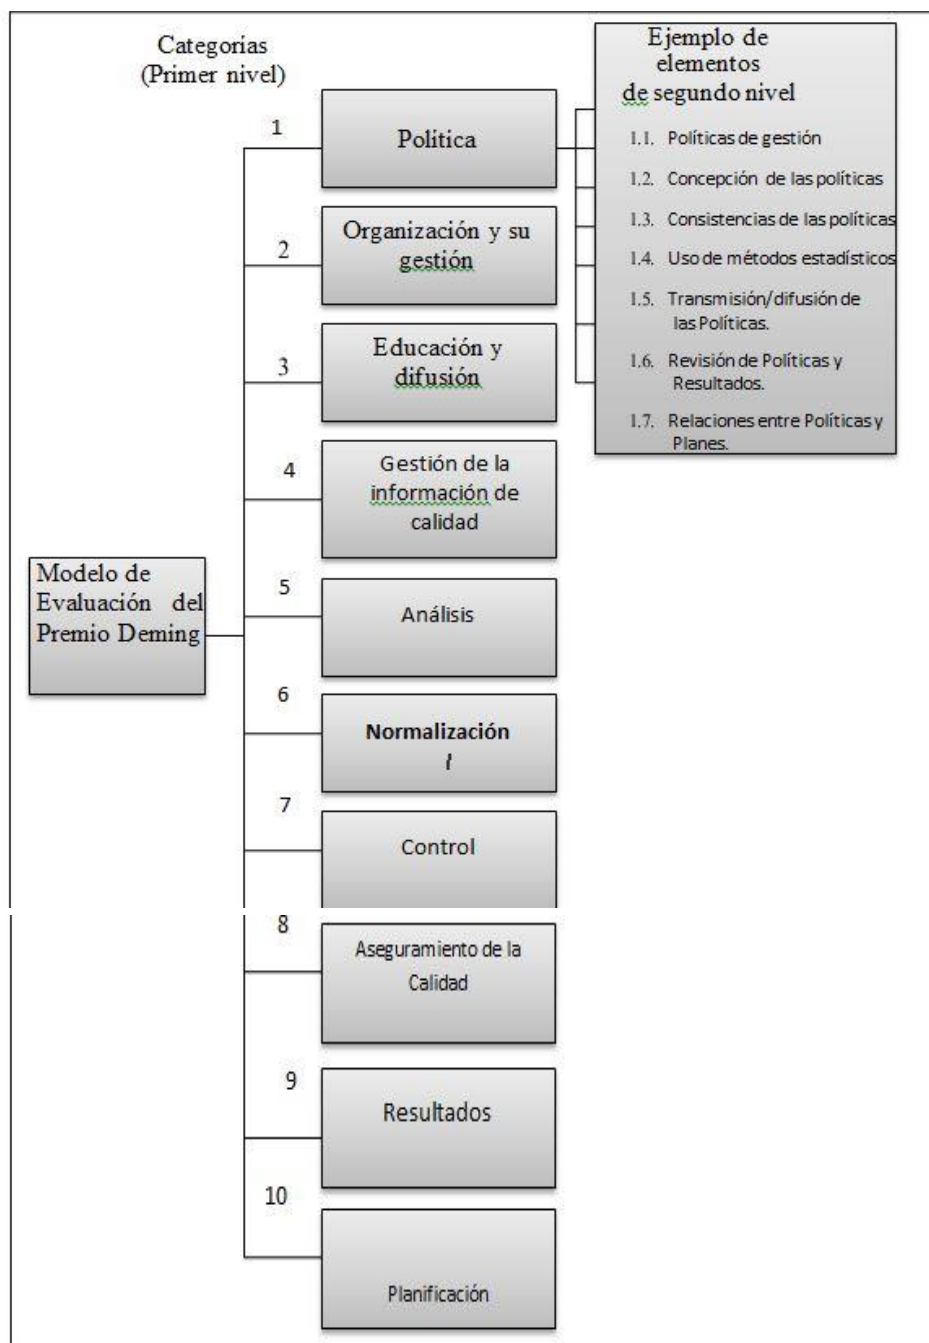 Categorías
(Primer nivel)
Ejemplo de
elementos
de segundo nivel
1
Política
1.1. Políticas de gestión
1.2. Concepción de las políticas
1.3. Consistencias de las políticas
1.4. Uso de métodos estadísticos
1.5. Transmisión/difusión de
las Políticas.
1.6. Revisión de Políticas y
Resultados.
1.7. Relaciones entre Políticas y
Planes.
2
Organización y su
gestión
3
Educación y
difusión
4
Gestión de la
información de
calidad
Modelo de
Evaluación del
Premio Deming
5
Análisis
6
Normalización
7
Control
8
Aseguramiento de la
Calidad
9
Resultados
10
Planificación